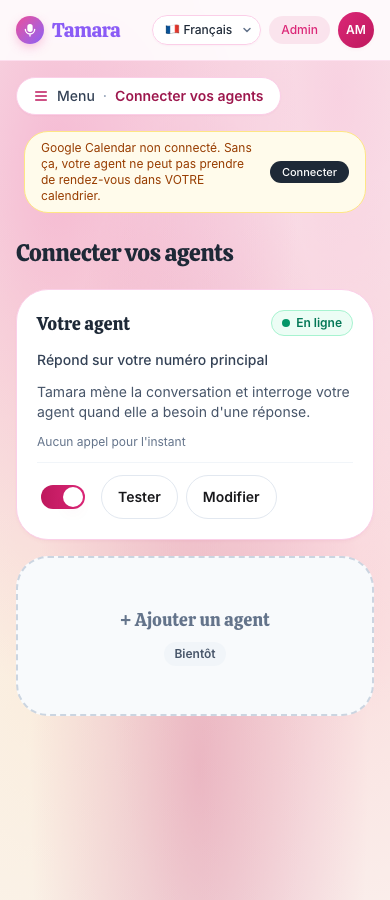 Tamara
🇫🇷 Français
Admin
AM
Menu · Connecter vos agents
Google Calendar non connecté. Sans
ça, votre agent ne peut pas prendre
de rendez-vous dans VOTRE
calendrier.
Connecter
Connecter vos agents
Votre agent
En ligne
Répond sur votre numéro principal
Tamara mène la conversation et interroge votre
agent quand elle a besoin d'une réponse.
Aucun appel pour l'instant
Tester
Modifier
+ Ajouter un agent
Bientôt